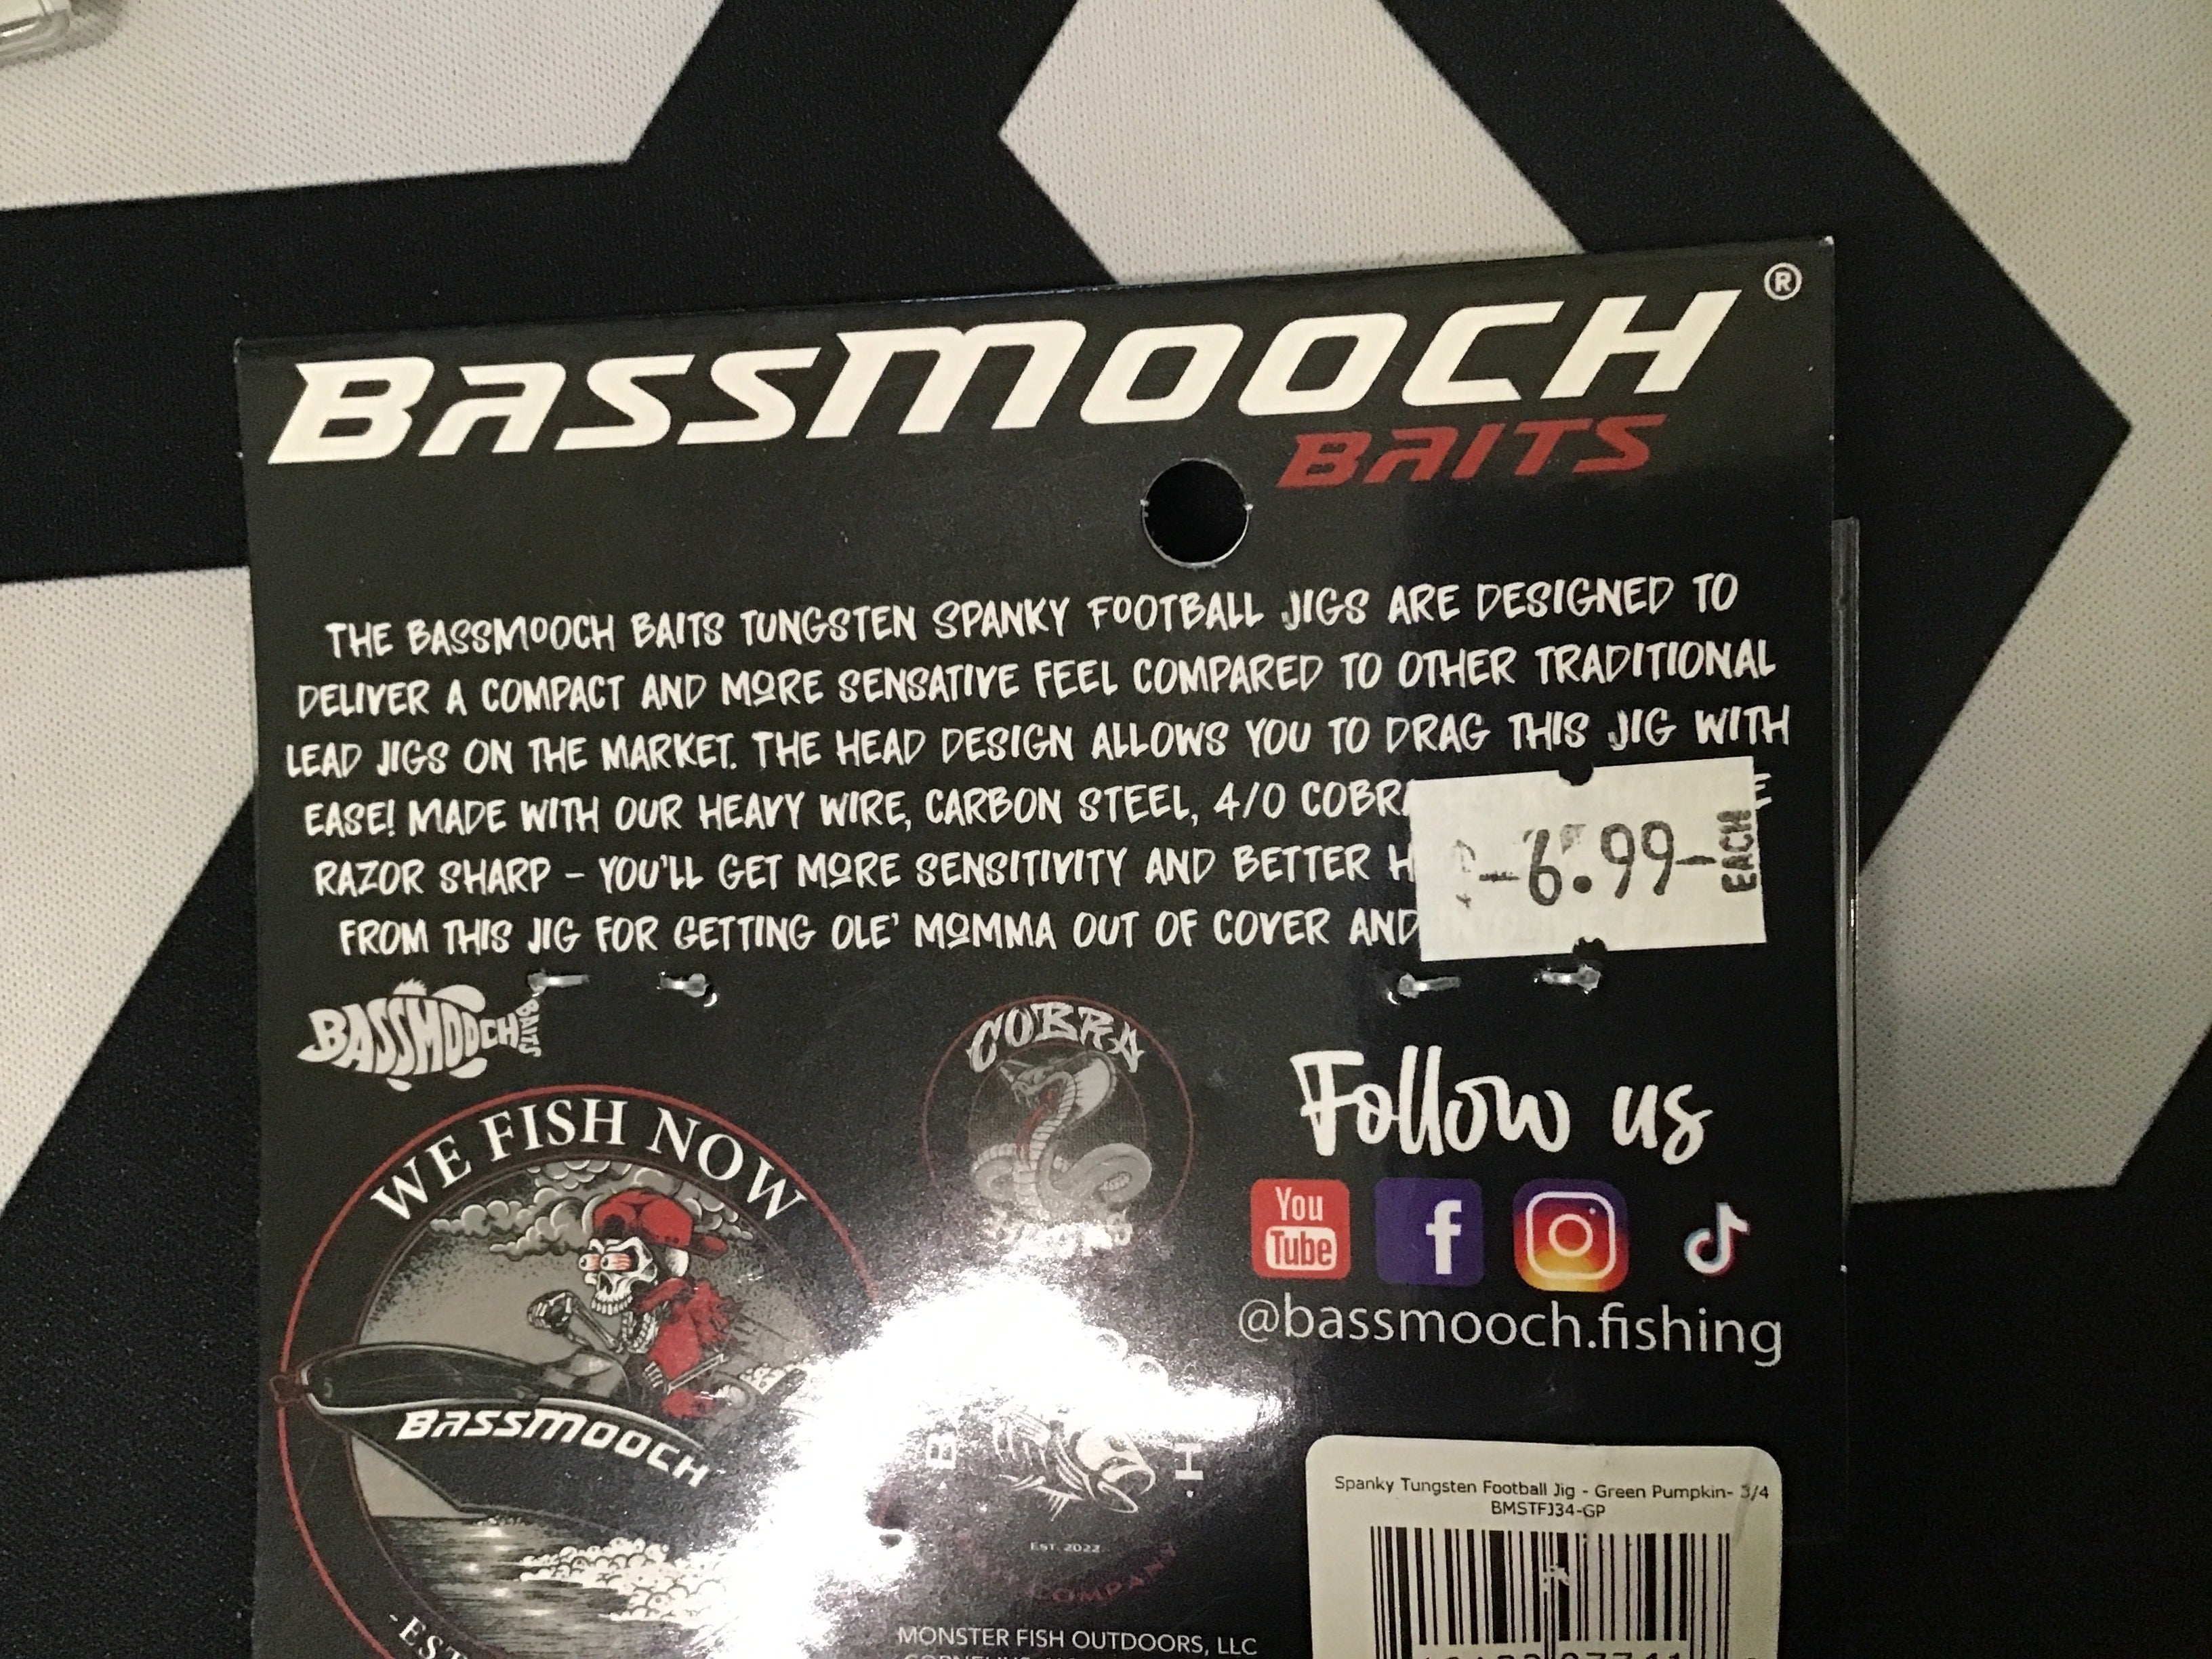 BASSMOOCH®
BAITS
THE BASSMOOCH BAITS TUNGSTEN SPANKY FOOTBALL JIGS ARE DESIGNED TO
DELIVER A COMPACT AND MORE SENSATIVE FEEL COMPARED TO OTHER TRADITIONAL
LEAD JIGS ON THE MARKET. THE HEAD DESIGN ALLOWS YOU TO DRAG THIS JIG WITH
EASE! MADE WITH OUR HEAVY WIRE, CARBON STEEL, 4/0
RAZOR SHARP - YOU'LL GET MORE SENSITIVITY AND BETTER
FROM THIS JIG FOR GETTING OLE' MOMMA OUT OF COVER AND
-6.99- EACH
BASSMOOCH BAITS
COBRA
WE FISH NOW
BASSMOOCH
Follow us
You Tube
f
@bassmooch.fishing
EST. 2022
COMPANY
MONSTER FISH OUTDOORS, LLC
Spanky Tungsten Football Jig - Green Pumpkin- 3/4
BMSTFJ34-GP